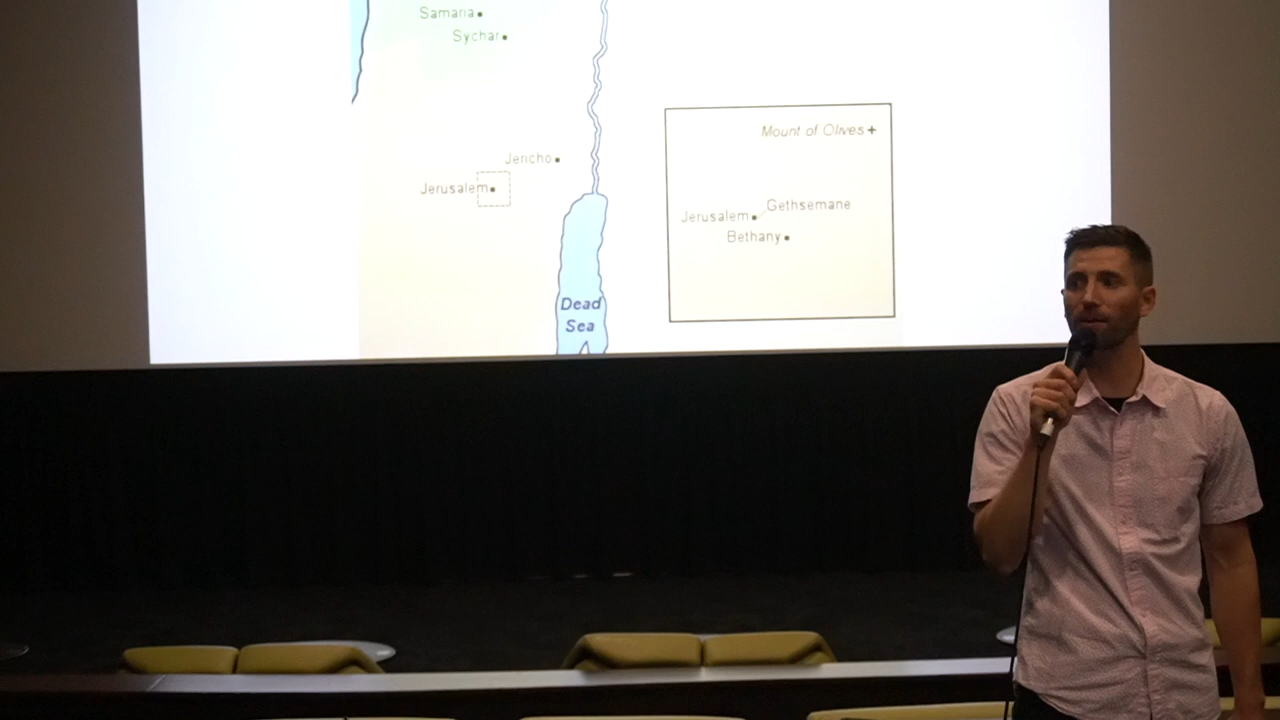 Samaria
Sychar
Jericho
Jerusalem
Dead
Sea
Mount of Olives
Gethsemane
Jerusalem
Bethany